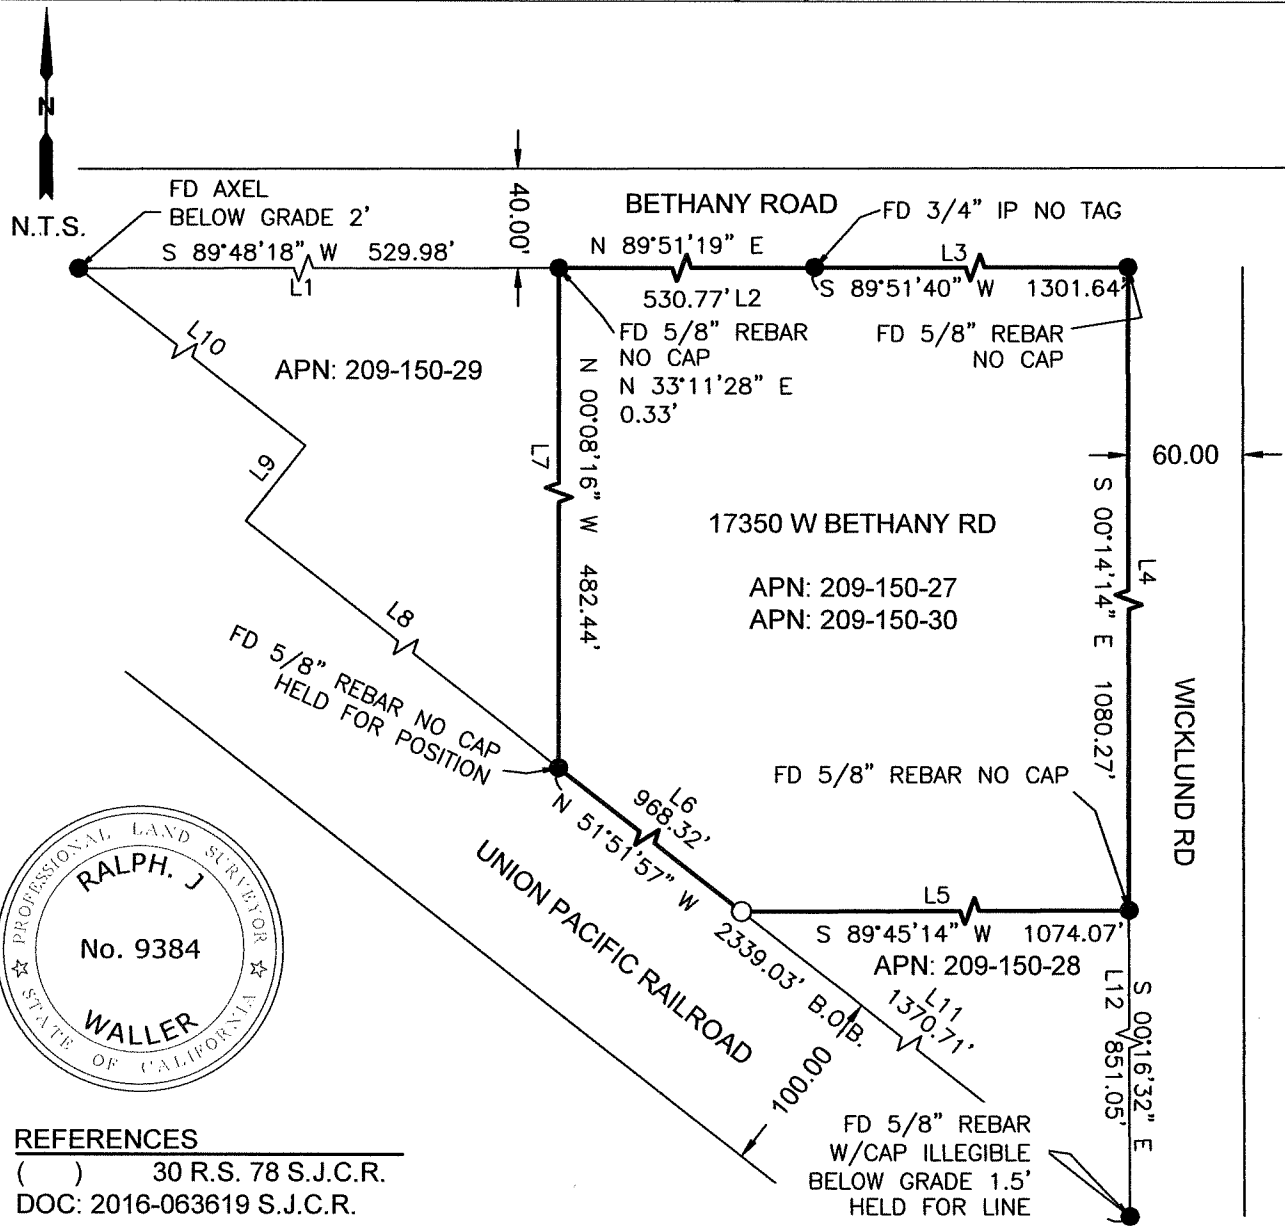 N
N.T.S.
FD AXEL
BELOW GRADE 2'
S 89°48'18" W 529.98'
L1
40.00'
BETHANY ROAD
N 89°51'19" E
530.77' L2
FD 3/4" IP NO TAG
L3
S 89°51'40" W 1301.64'
FD 5/8" REBAR
NO CAP
N 33°11'28" E
0.33'
FD 5/8" REBAR
NO CAP
L10
APN: 209-150-29
L9
L7
N 00°08'16" W 482.44'
60.00
S 00°14'14" E 1080.27'
L4
17350 W BETHANY RD
APN: 209-150-27
APN: 209-150-30
WICKLUND RD
L8
FD 5/8" REBAR NO CAP
HELD FOR POSITION
FD 5/8" REBAR NO CAP
L6
968.32'
N 51°51'57" W 2339.03' B.O.B.
UNION PACIFIC RAILROAD
L5
S 89°45'14" W 1074.07'
APN: 209-150-28
L11
1370.71'
100.00
S 00°16'32" E
L12 851.05'
FD 5/8" REBAR
W/CAP ILLEGIBLE
BELOW GRADE 1.5'
HELD FOR LINE
PROFESSIONAL LAND SURVEYOR
RALPH. J
No. 9384
WALLER
STATE OF CALIFORNIA
REFERENCES
( ) 30 R.S. 78 S.J.C.R.
DOC: 2016-063619 S.J.C.R.